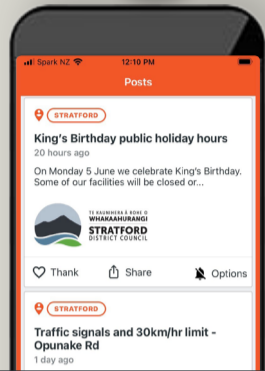 Spark NZ 12:10 PM
Posts
STRATFORD
King's Birthday public holiday hours
20 hours ago
On Monday 5 June we celebrate King's Birthday.
Some of our facilities will be closed or...
TE KAUNIHERA Ā ROHE O
WHAKAAHURANGI
STRATFORD
DISTRICT COUNCIL
Thank Share Options
STRATFORD
Traffic signals and 30km/hr limit -
Opunake Rd
1 day ago